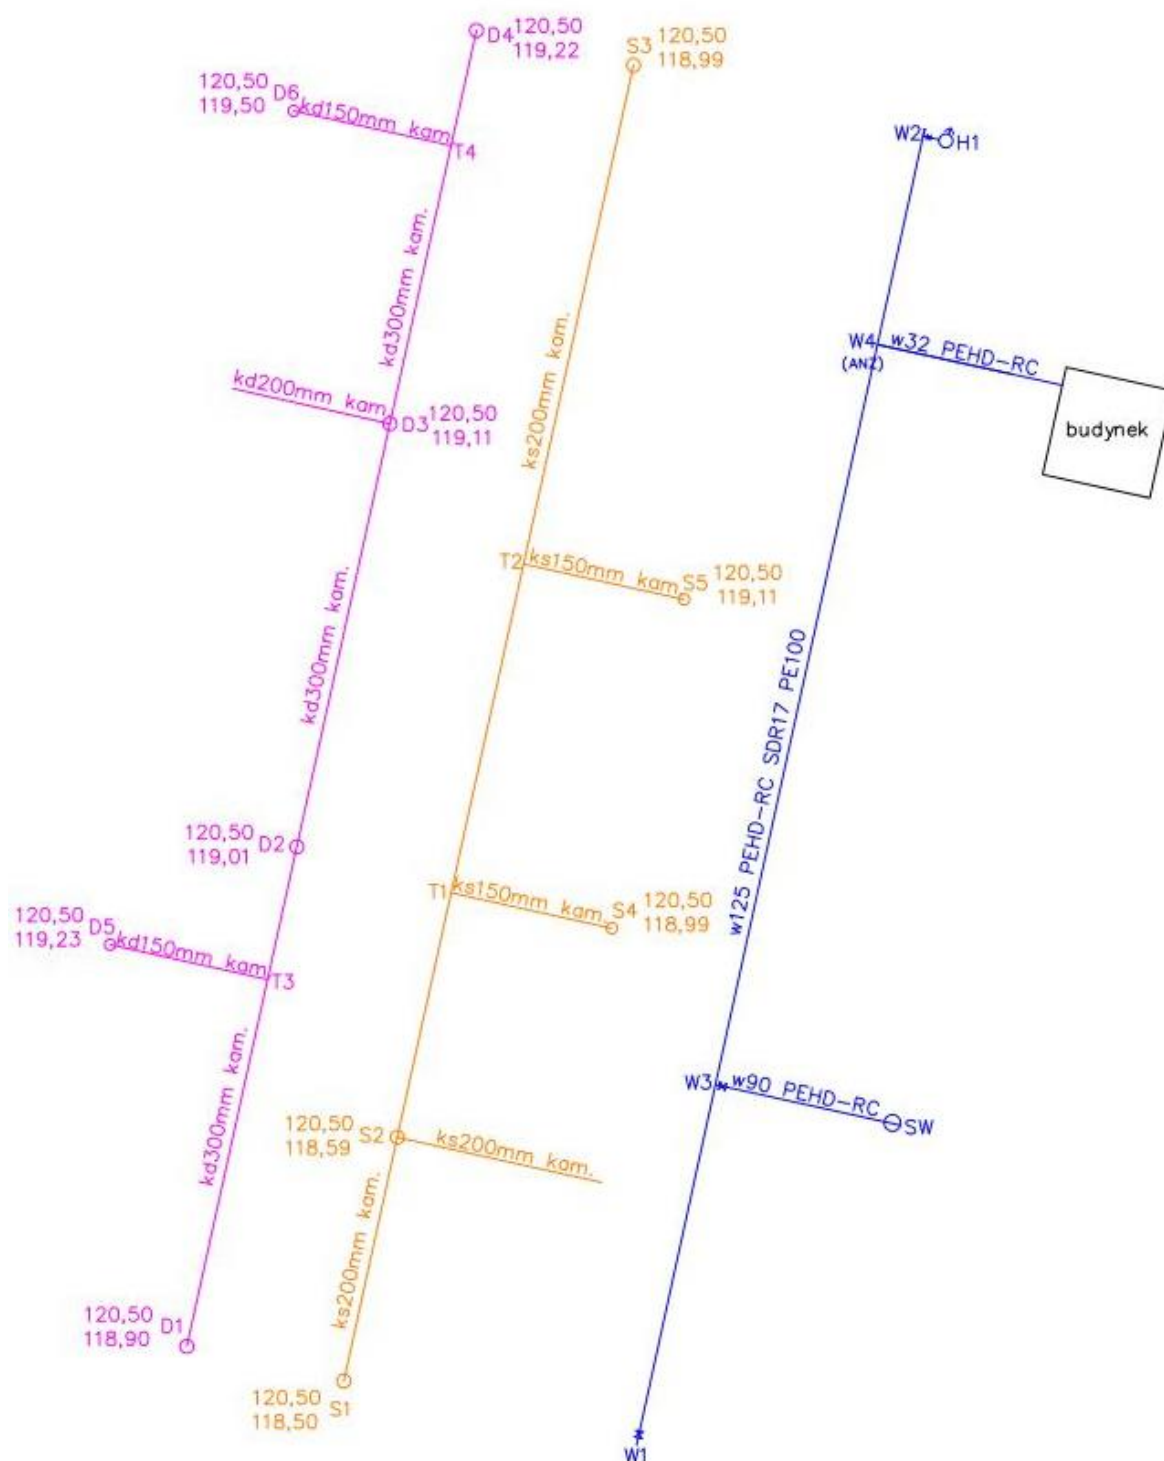 120,50
D4 119,22
S3 120,50
118,99
120,50 D6
119,50
kd150mm kam.
T4
W2
H1
kd300mm kam.
ks200mm kam.
W4
(ANZ)
w32 PEHD-RC
budynek
kd200mm kam.
D3 120,50
119,11
T2
ks150mm kam.
S5 120,50
119,11
kd300mm kam.
w125 PEHD-RC SDR17 PE100
120,50 D2
119,01
T1
ks150mm kam.
S4 120,50
118,99
120,50 D5
119,23
kd150mm kam.
T3
kd300mm kam.
W3
w90 PEHD-RC
SW
120,50 S2
118,59
ks200mm kam.
ks200mm kam.
120,50 D1
118,90
120,50
118,50 S1
W1